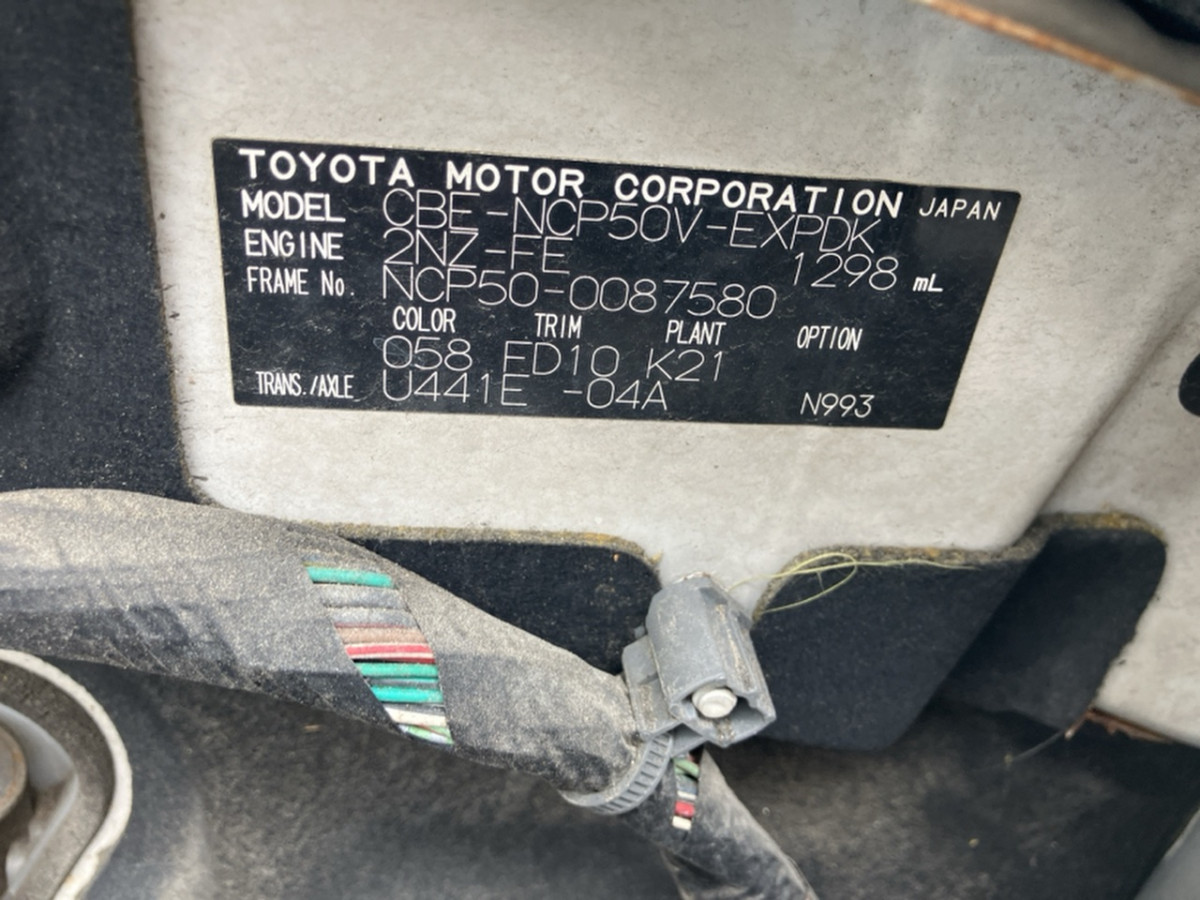 TOYOTA MOTOR CORPORATION JAPAN
MODEL CBE-NCP50V-EXPDK
ENGINE 2NZ-FE 1298 mL
FRAME No. NCP50-0087580
COLOR TRIM PLANT OPTION
058 ED10 K21
TRANS./AXLE U441E -04A N993